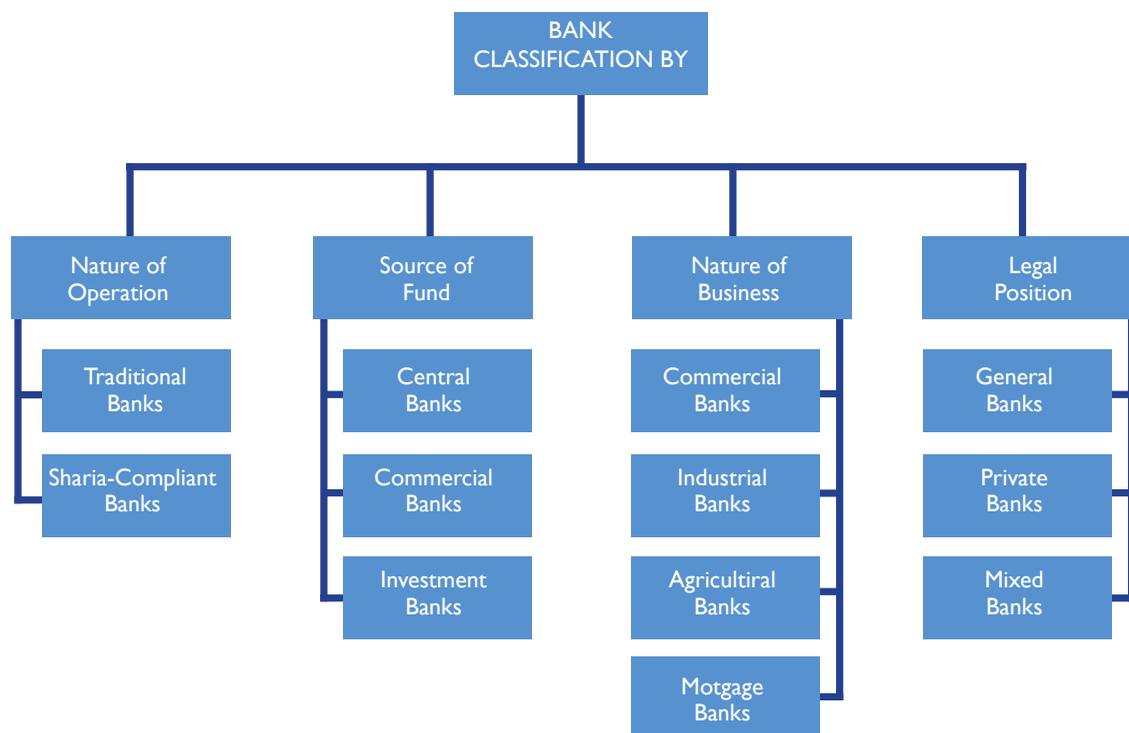 BANK
CLASSIFICATION BY
Nature of
Operation
Source of
Fund
Nature of
Business
Legal
Position
Traditional
Banks
Central
Banks
Commercial
Banks
General
Banks
Sharia-Compliant
Banks
Commercial
Banks
Industrial
Banks
Private
Banks
Investment
Banks
Agricultiral
Banks
Mixed
Banks
Motgage
Banks